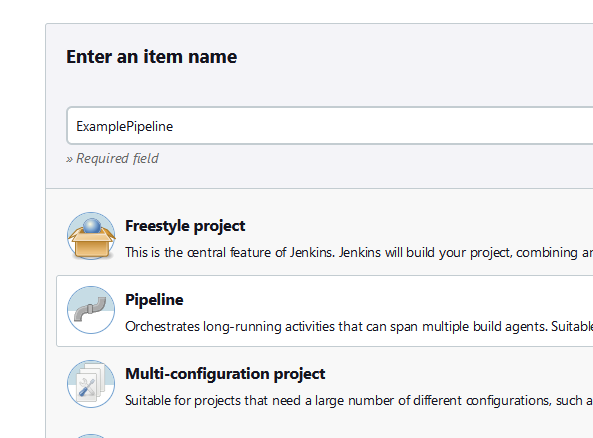 Enter an item name
ExamplePipeline
» Required field
Freestyle project
This is the central feature of Jenkins. Jenkins will build your project, combining
Pipeline
Orchestrates long-running activities that can span multiple build agents. Suitable
Multi-configuration project
Suitable for projects that need a large number of different configurations, such a